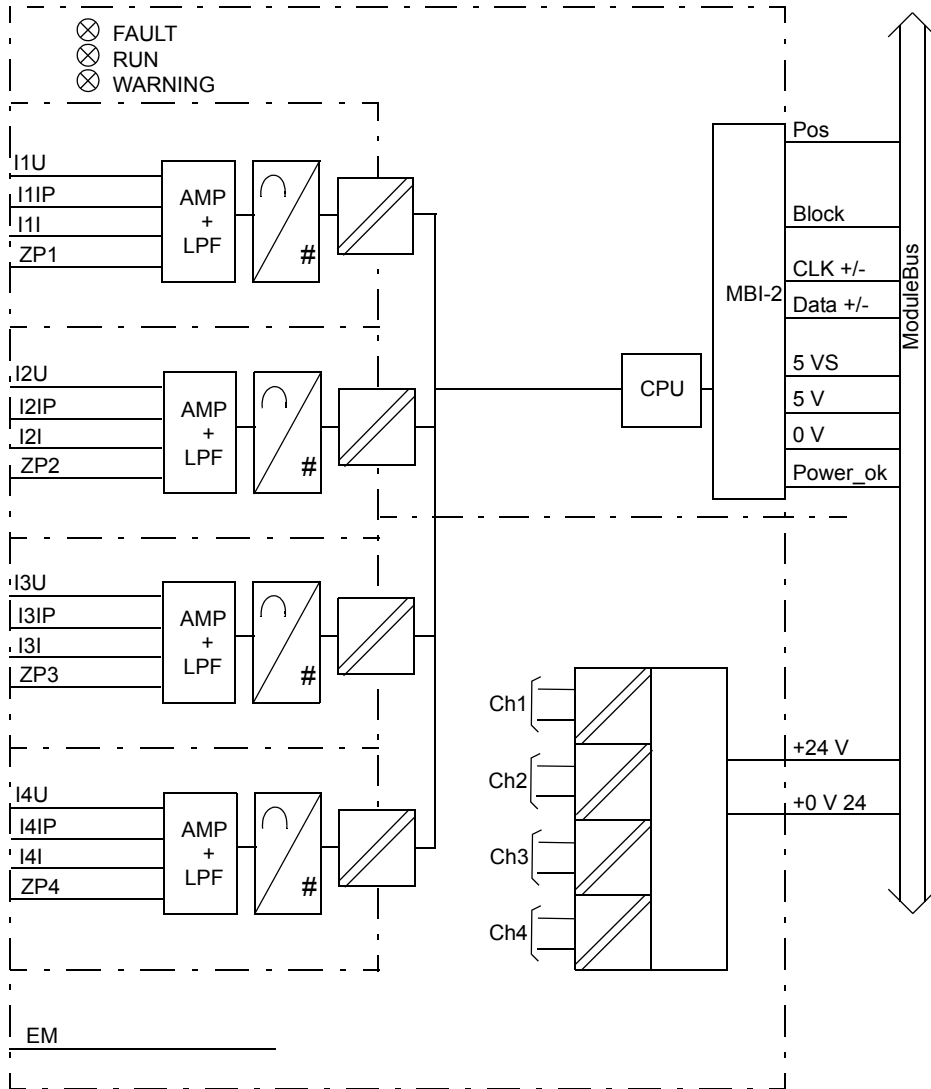 FAULT
RUN
WARNING
I1U
I1IP
I1I
ZP1
AMP
+
LPF
#
I2U
I2IP
I2I
ZP2
AMP
+
LPF
#
I3U
I3IP
I3I
ZP3
AMP
+
LPF
#
I4U
I4IP
I4I
ZP4
AMP
+
LPF
#
EM
CPU
MBI-2
Pos
Block
CLK +/-
Data +/-
5 VS
5 V
0 V
Power_ok
ModuleBus
Ch1
Ch2
Ch3
Ch4
+24 V
+0 V 24